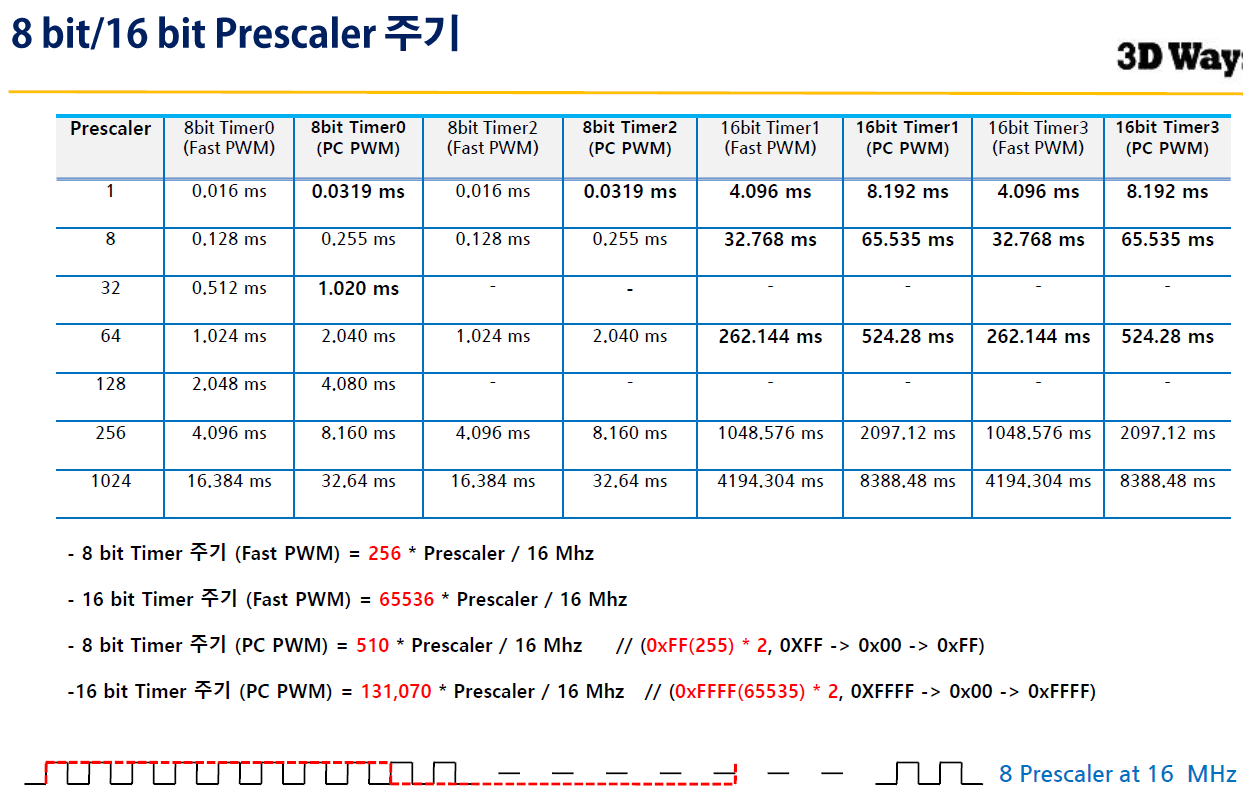 8 bit/16 bit Prescaler 주기
3D Ways
Prescaler 8bit Timer0 (Fast PWM) 8bit Timer0 (PC PWM) 8bit Timer2 (Fast PWM) 8bit Timer2 (PC PWM) 16bit Timer1 (Fast PWM) 16bit Timer1 (PC PWM) 16bit Timer3 (Fast PWM) 16bit Timer3 (PC PWM)
1 0.016 ms 0.0319 ms 0.016 ms 0.0319 ms 4.096 ms 8.192 ms 4.096 ms 8.192 ms
8 0.128 ms 0.255 ms 0.128 ms 0.255 ms 32.768 ms 65.535 ms 32.768 ms 65.535 ms
32 0.512 ms 1.020 ms - - - - - -
64 1.024 ms 2.040 ms 1.024 ms 2.040 ms 262.144 ms 524.28 ms 262.144 ms 524.28 ms
128 2.048 ms 4.080 ms - - - - - -
256 4.096 ms 8.160 ms 4.096 ms 8.160 ms 1048.576 ms 2097.12 ms 1048.576 ms 2097.12 ms
1024 16.384 ms 32.64 ms 16.384 ms 32.64 ms 4194.304 ms 8388.48 ms 4194.304 ms 8388.48 ms
- 8 bit Timer 주기 (Fast PWM) = 256 * Prescaler / 16 Mhz
- 16 bit Timer 주기 (Fast PWM) = 65536 * Prescaler / 16 Mhz
- 8 bit Timer 주기 (PC PWM) = 510 * Prescaler / 16 Mhz // (0xFF(255) * 2, 0XFF -> 0x00 -> 0xFF)
-16 bit Timer 주기 (PC PWM) = 131,070 * Prescaler / 16 Mhz // (0xFFFF(65535) * 2, 0XFFFF -> 0x00 -> 0xFFFF)
8 Prescaler at 16 MHz